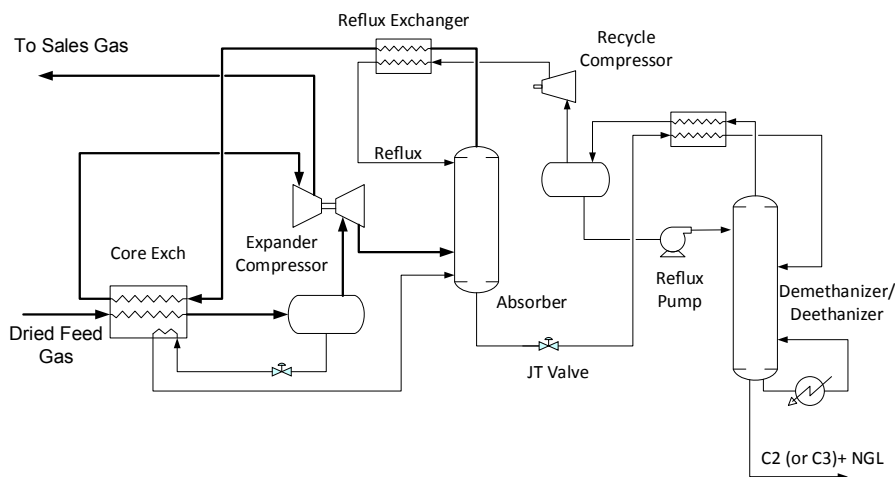 Reflux Exchanger
To Sales Gas
Recycle
Compressor
Reflux
Core Exch
Expander
Compressor
Absorber
Reflux
Pump
Demethanizer/
Deethanizer
Dried Feed
Gas
JT Valve
C2 (or C3)+ NGL